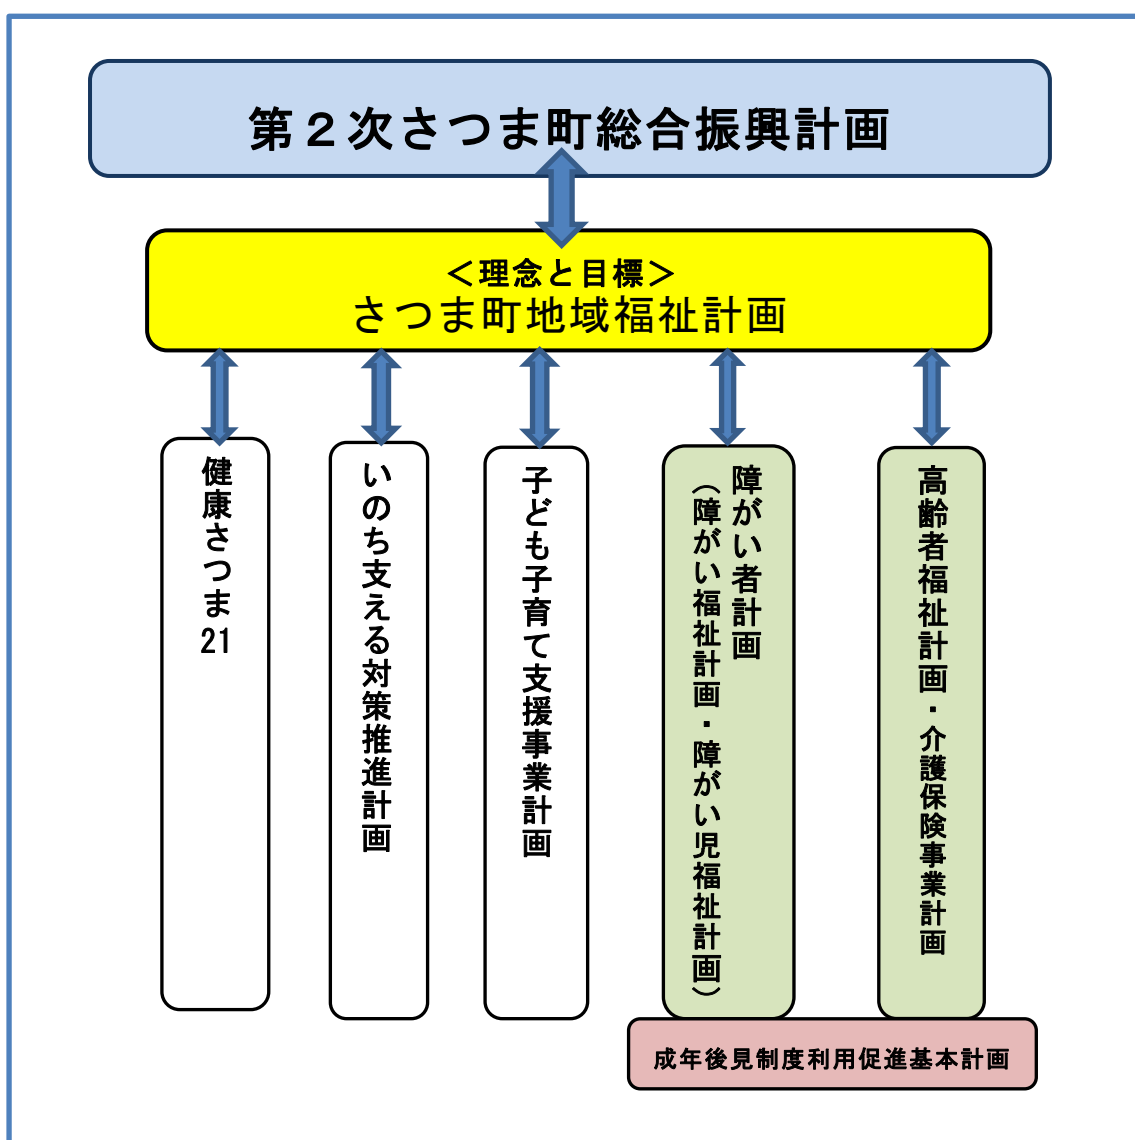 第２次さつま町総合振興計画
＜理念と目標＞
さつま町地域福祉計画
健康さつま21
いのち支える対策推進計画
子ども子育て支援事業計画
障がい者計画
（障がい福祉計画・障がい児福祉計画）
高齢者福祉計画・介護保険事業計画
成年後見制度利用促進基本計画